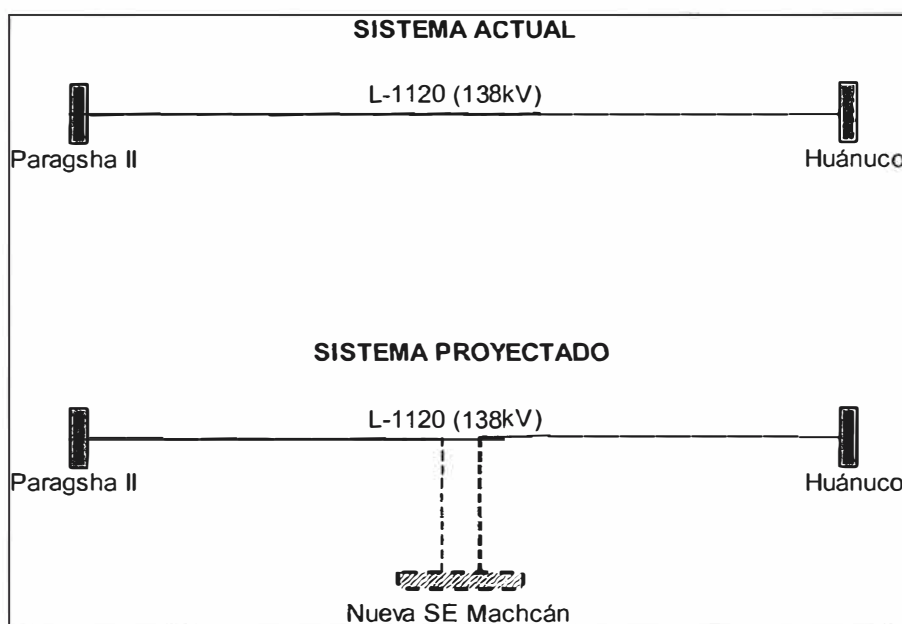 SISTEMA ACTUAL
L-1120 (138kV)
Paragsha II
Huánuco
SISTEMA PROYECTADO
L-1120 (138kV)
Paragsha II
Huánuco
Nueva SE Machcán